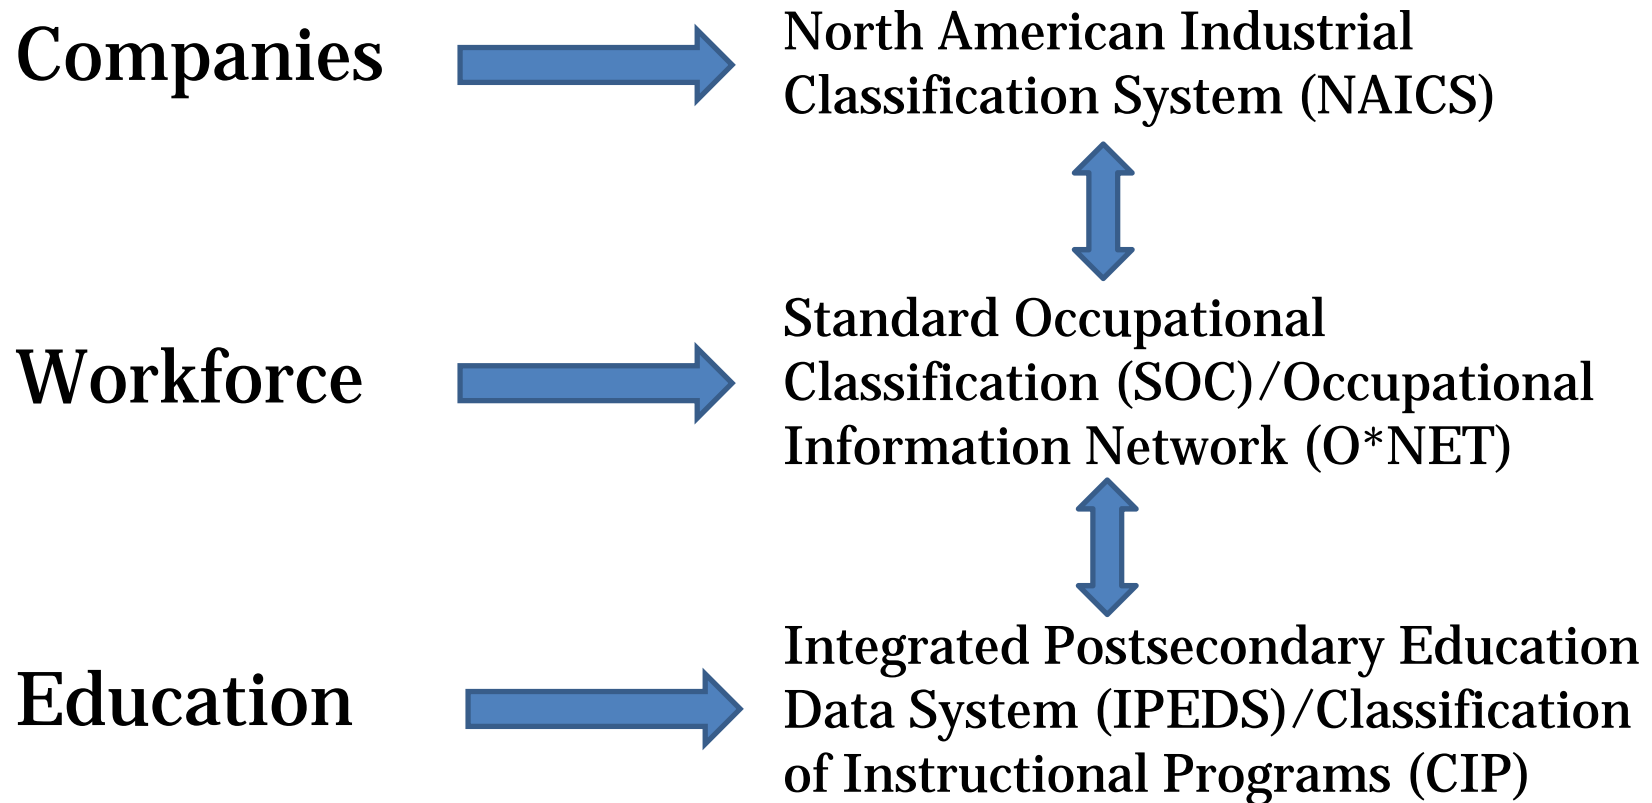 Companies
North American Industrial
Classification System (NAICS)
Workforce
Standard Occupational
Classification (SOC)/Occupational
Information Network (O*NET)
Education
Integrated Postsecondary Education
Data System (IPEDS)/Classification
of Instructional Programs (CIP)